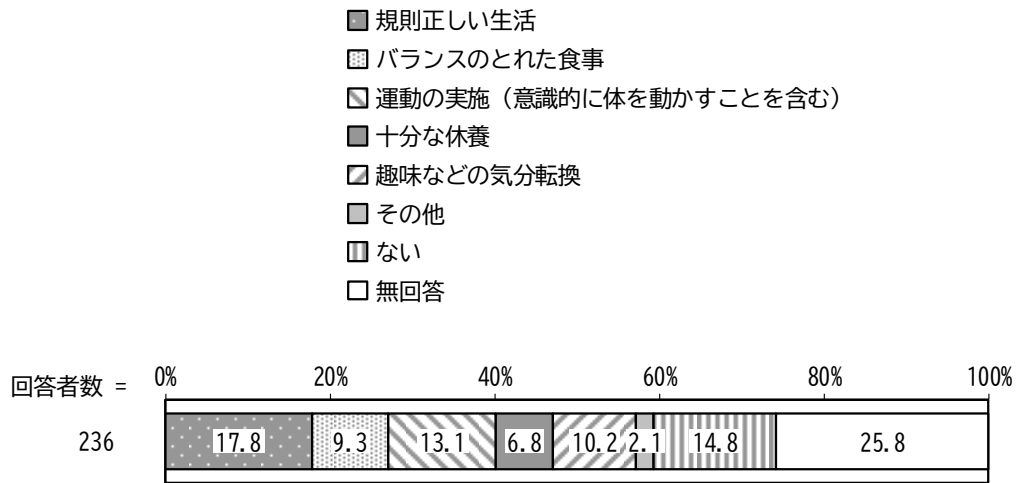 規則正しい生活
バランスのとれた食事
運動の実施（意識的に体を動かすことを含む）
十分な休養
趣味などの気分転換
その他
ない
無回答
回答者数 = 0% 20% 40% 60% 80% 100%
236 17.8 9.3 13.1 6.8 10.2 2.1 14.8 25.8